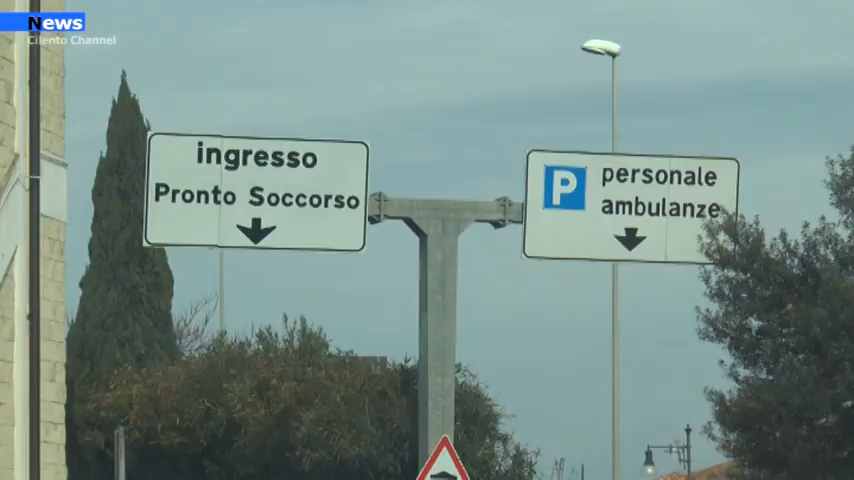 News
Cilento Channel
ingresso
Pronto Soccorso
P
personale
ambulanze